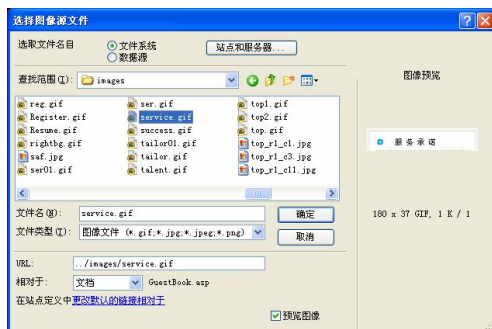 选择图像源文件
选取文件名自 文件系统 站点和服务器...
数据源
查找范围(I): images 图像预览
reg.gif ser.gif top1.gif
Register.gif service.gif top2.gif
Resume.gif success.gif top.gif
rightbg.gif tailor01.gif top_r1_c1.jpg
saf.jpg tailor.gif top_r1_c3.jpg
ser01.gif talent.gif top_r1_c11.jpg
服务承诺
文件名(N): service.gif 确定 180 x 37 GIF, 1 K / 1
文件类型(T): 图像文件 (*.gif;*.jpg;*.jpeg;*.png) 取消
URL: ../images/service.gif
相对于: 文档 GuestBook.asp
在站点定义中更改默认的链接相对于
预览图像